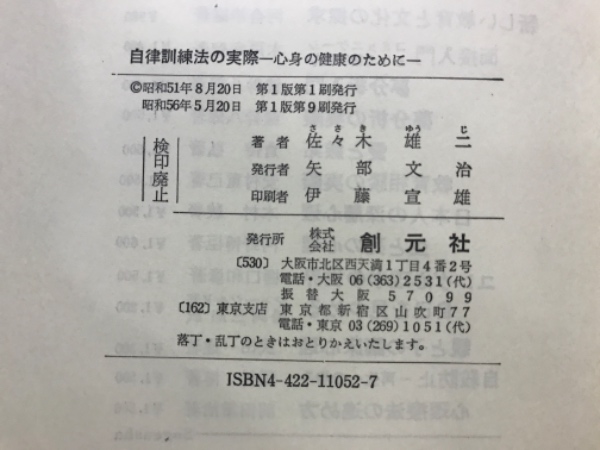 自律訓練法の実際―心身の健康のために―
©昭和51年8月20日 第1版第1刷発行
昭和56年5月20日 第1版第9刷発行
検印廃止
著者 佐々木雄二
ささきゆうじ
発行者 矢部文治
印刷者 伊藤宣雄
発行所 株式会社 創元社
〔530〕 大阪市北区西天満1丁目4番2号
電話・大阪 06(363)2531(代)
振替大阪 57099
〔162〕東京支店 東京都新宿区山吹町77
電話・東京 03(269)1051(代)
落丁・乱丁のときはおとりかえいたします。
ISBN4-422-11052-7